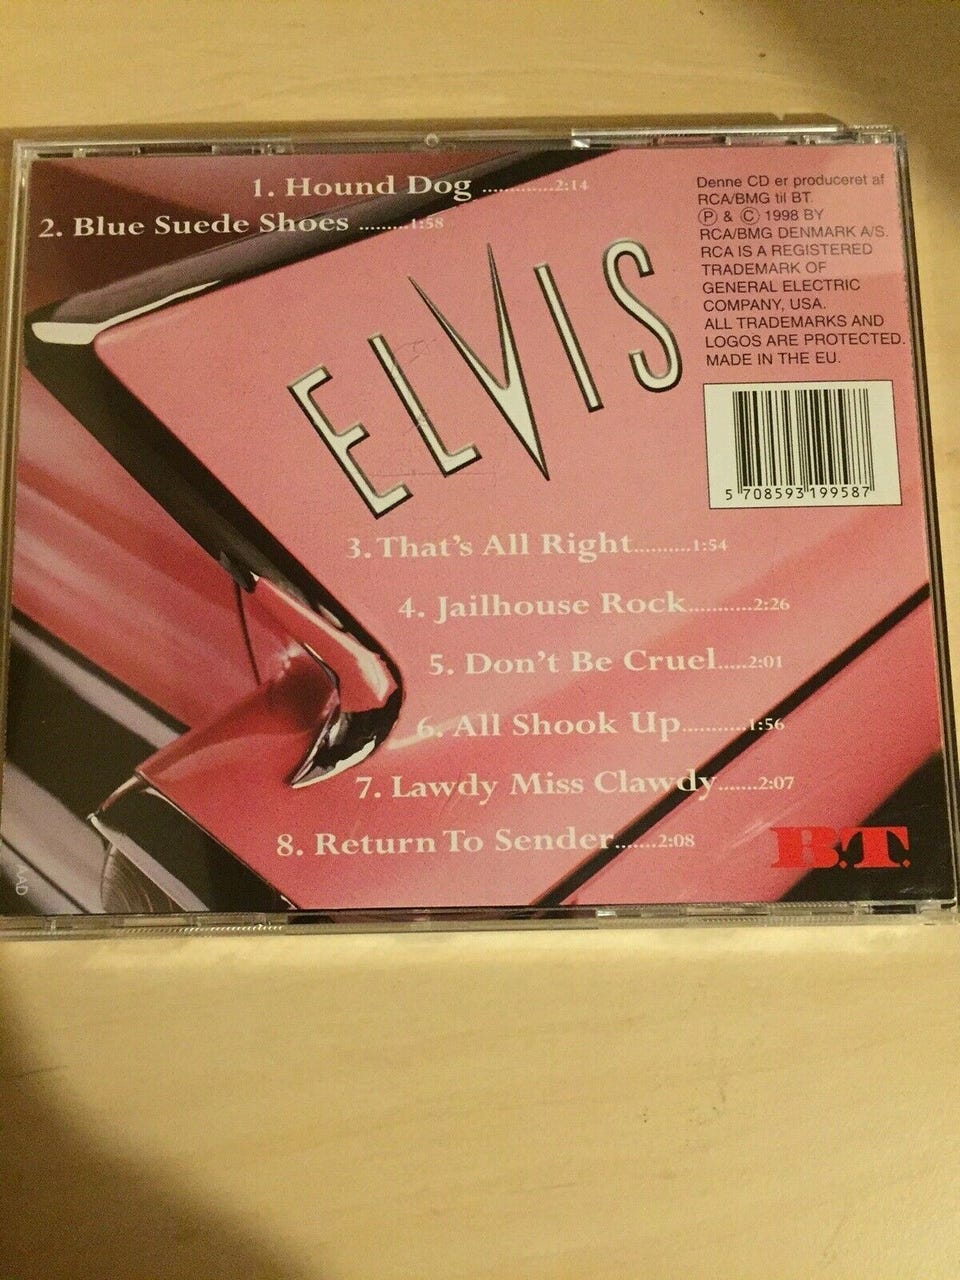 1. Hound Dog .............2:14
2. Blue Suede Shoes .........1:58
Denne CD er produceret af
RCA/BMG til BT.
Ⓟ & © 1998 BY
RCA/BMG DENMARK A/S.
RCA IS A REGISTERED
TRADEMARK OF
GENERAL ELECTRIC
COMPANY, USA.
ALL TRADEMARKS AND
LOGOS ARE PROTECTED.
MADE IN THE EU.
ELVIS
5 708593 199587
3. That's All Right..........1:54
4. Jailhouse Rock............2:26
5. Don't Be Cruel.....2:01
6. All Shook Up............1:56
7. Lawdy Miss Clawdy.......2:07
8. Return To Sender.......2:08
B.T.
AAD